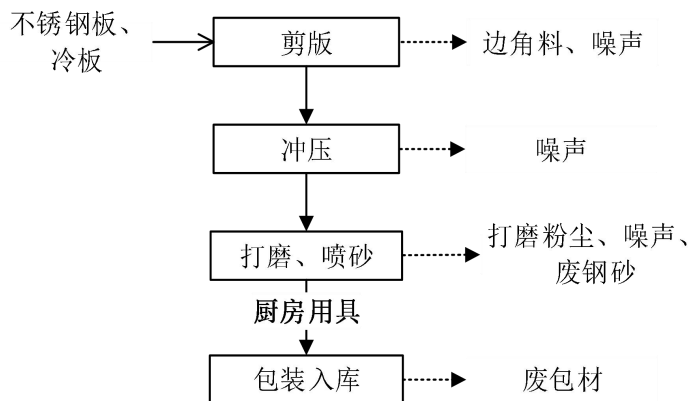 不锈钢板、
冷板
剪版
边角料、噪声
冲压
噪声
打磨、喷砂
打磨粉尘、噪声、
废钢砂
厨房用具
包装入库
废包材